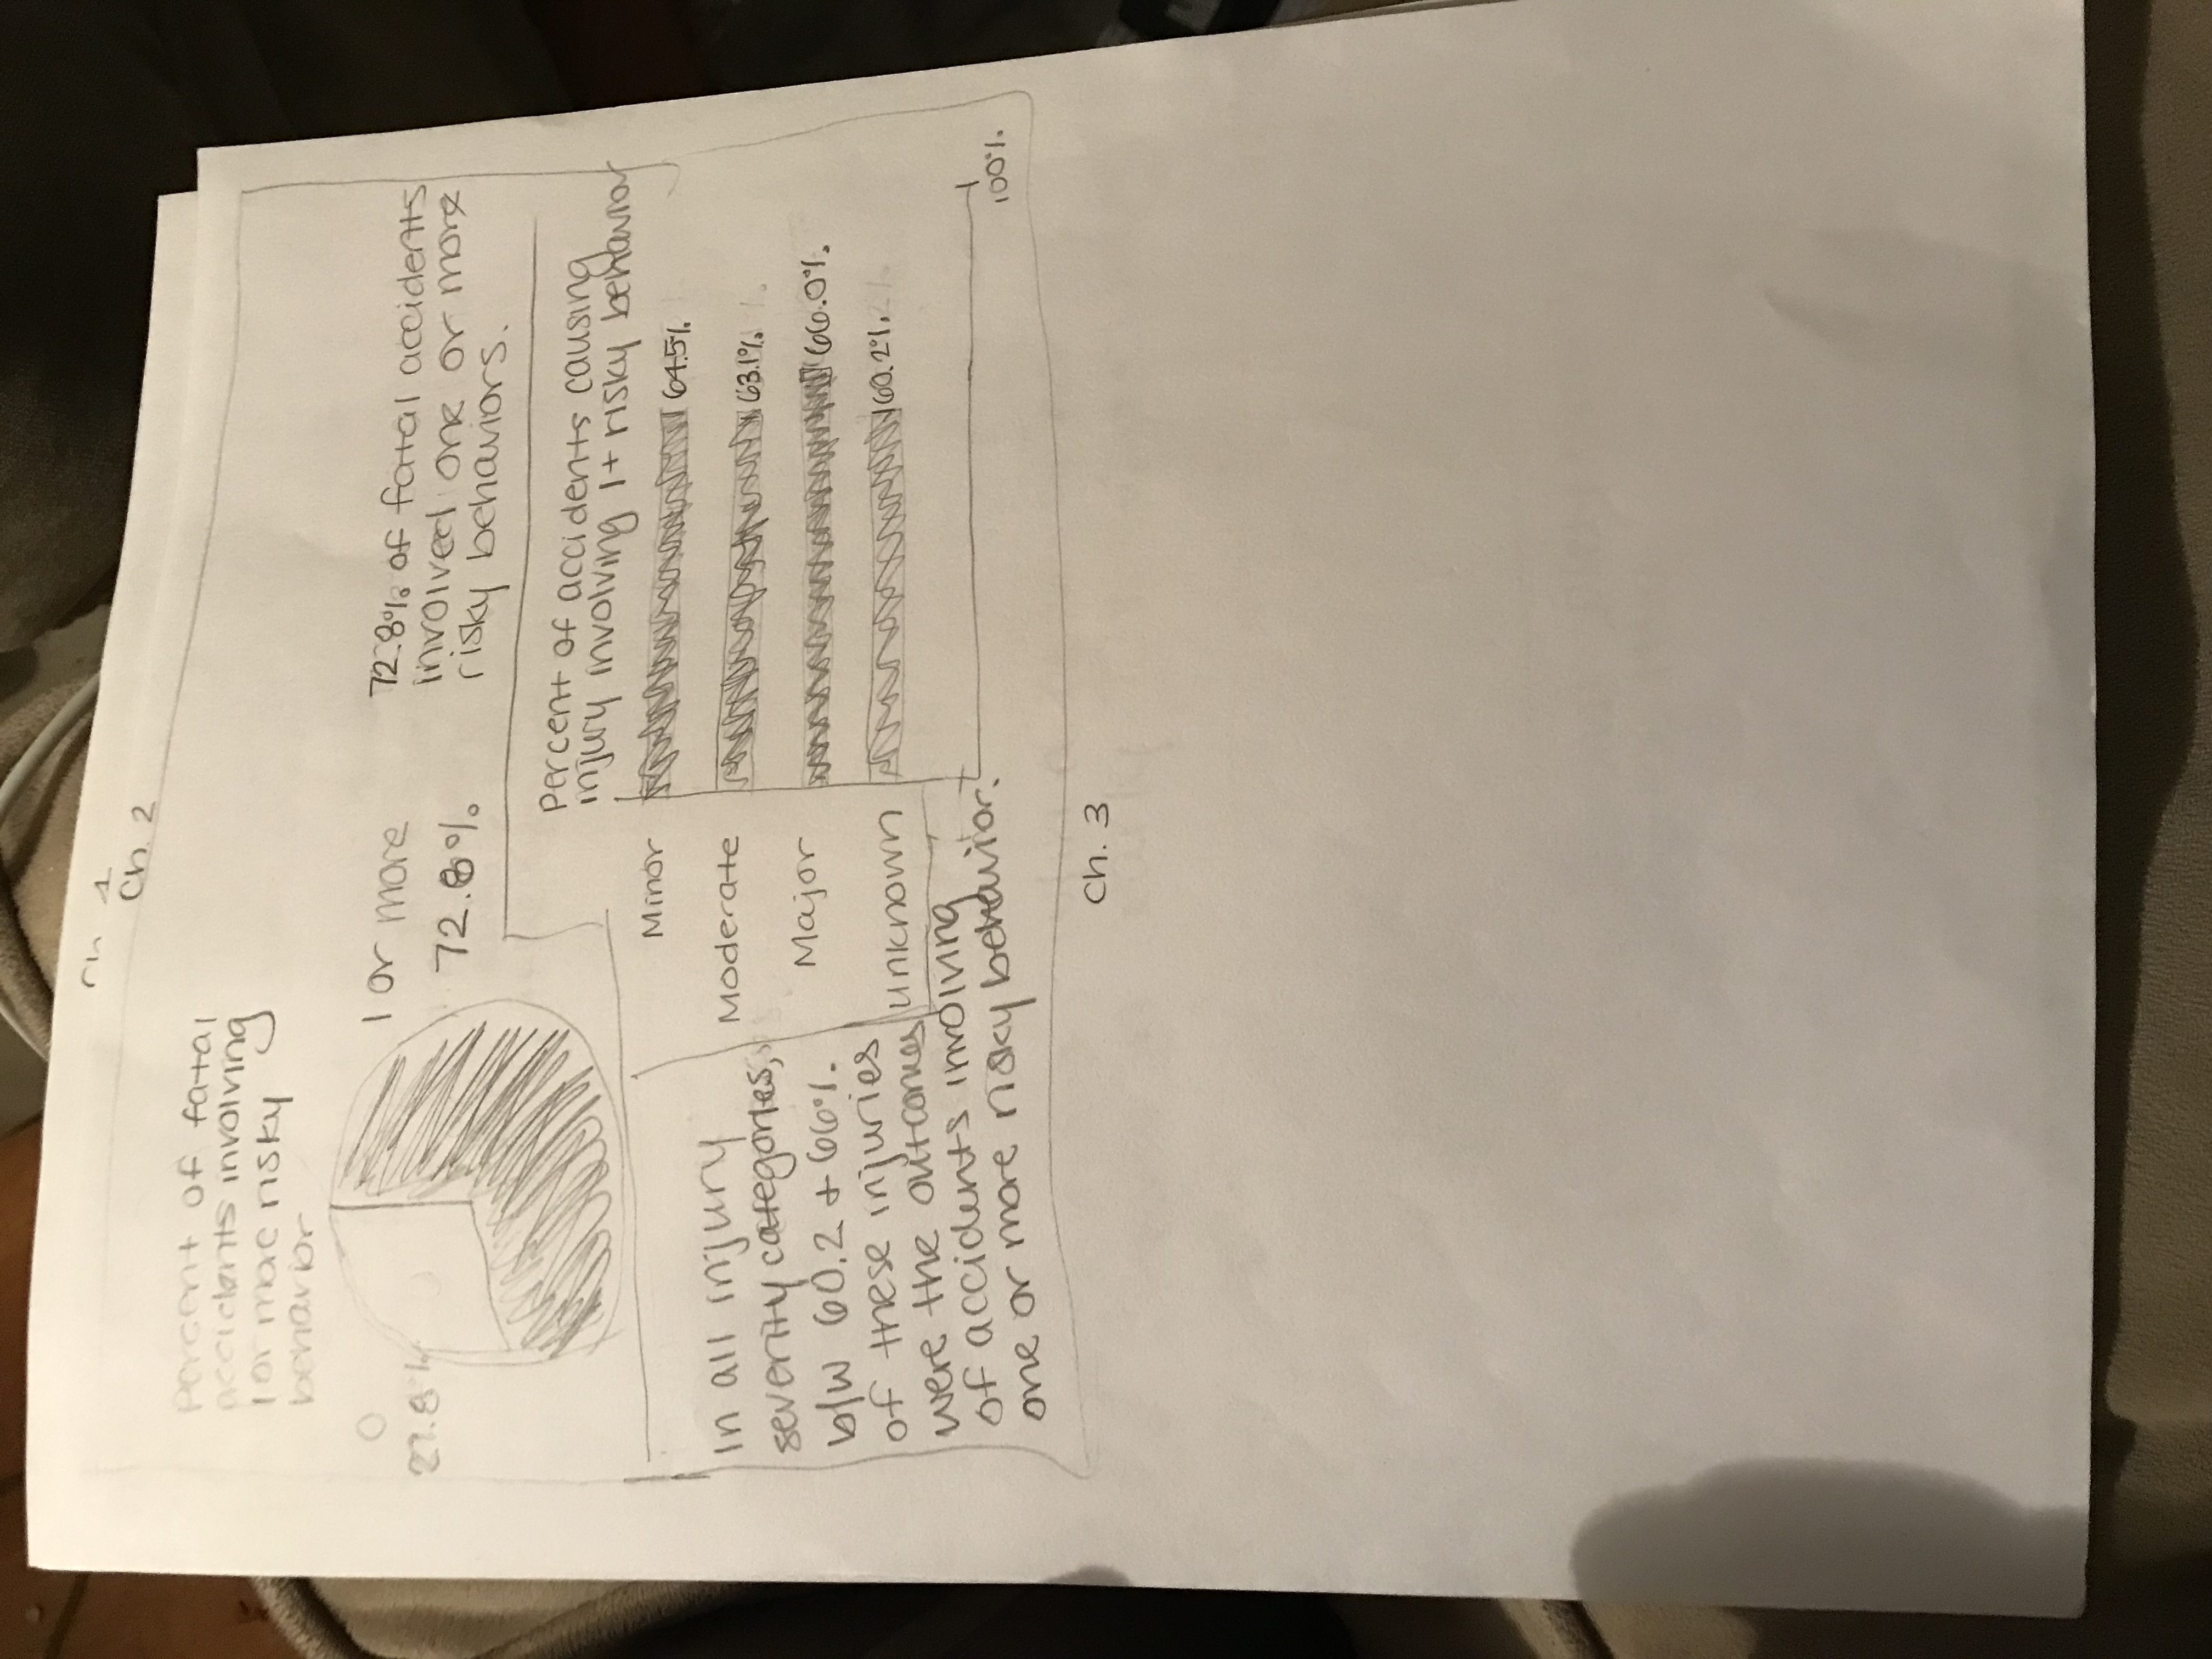 Ch. 1
Ch. 2
Percent of fatal
accidents involving
1 or more risky
behavior
0
27.8%
1 or more
72.8%
72.8% of fatal accidents
involved one or more
risky behaviors.
Percent of accidents causing
injury involving 1+ risky behavior
Minor 64.5%
Moderate 63.1%
Major 66.0%
Unknown 60.2%
100%
In all injury
severity categories,
b/w 60.2 + 66%
of these injuries
were the outcomes
of accidents involving
one or more risky behavior.
Ch. 3